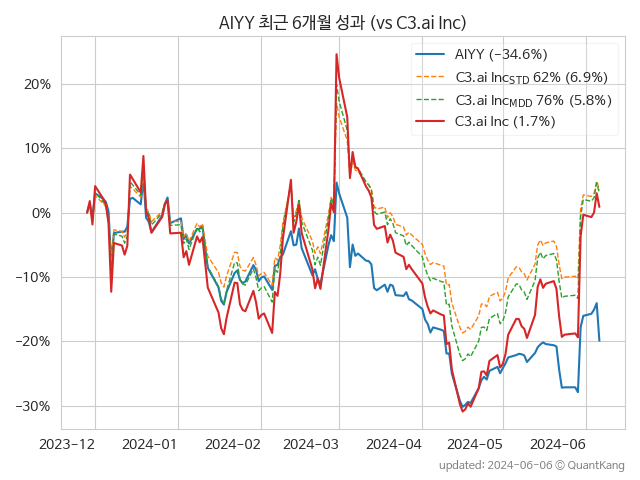 AIYY 최근 6개월 성과 (vs C3.ai Inc)
AIYY (−34.6%)
C3.ai IncSTD 62% (6.9%)
C3.ai IncMDD 76% (5.8%)
C3.ai Inc (1.7%)
20%
10%
0%
−10%
−20%
−30%
2023-12
2024-01
2024-02
2024-03
2024-04
2024-05
2024-06
updated: 2024-06-06 © QuantKang